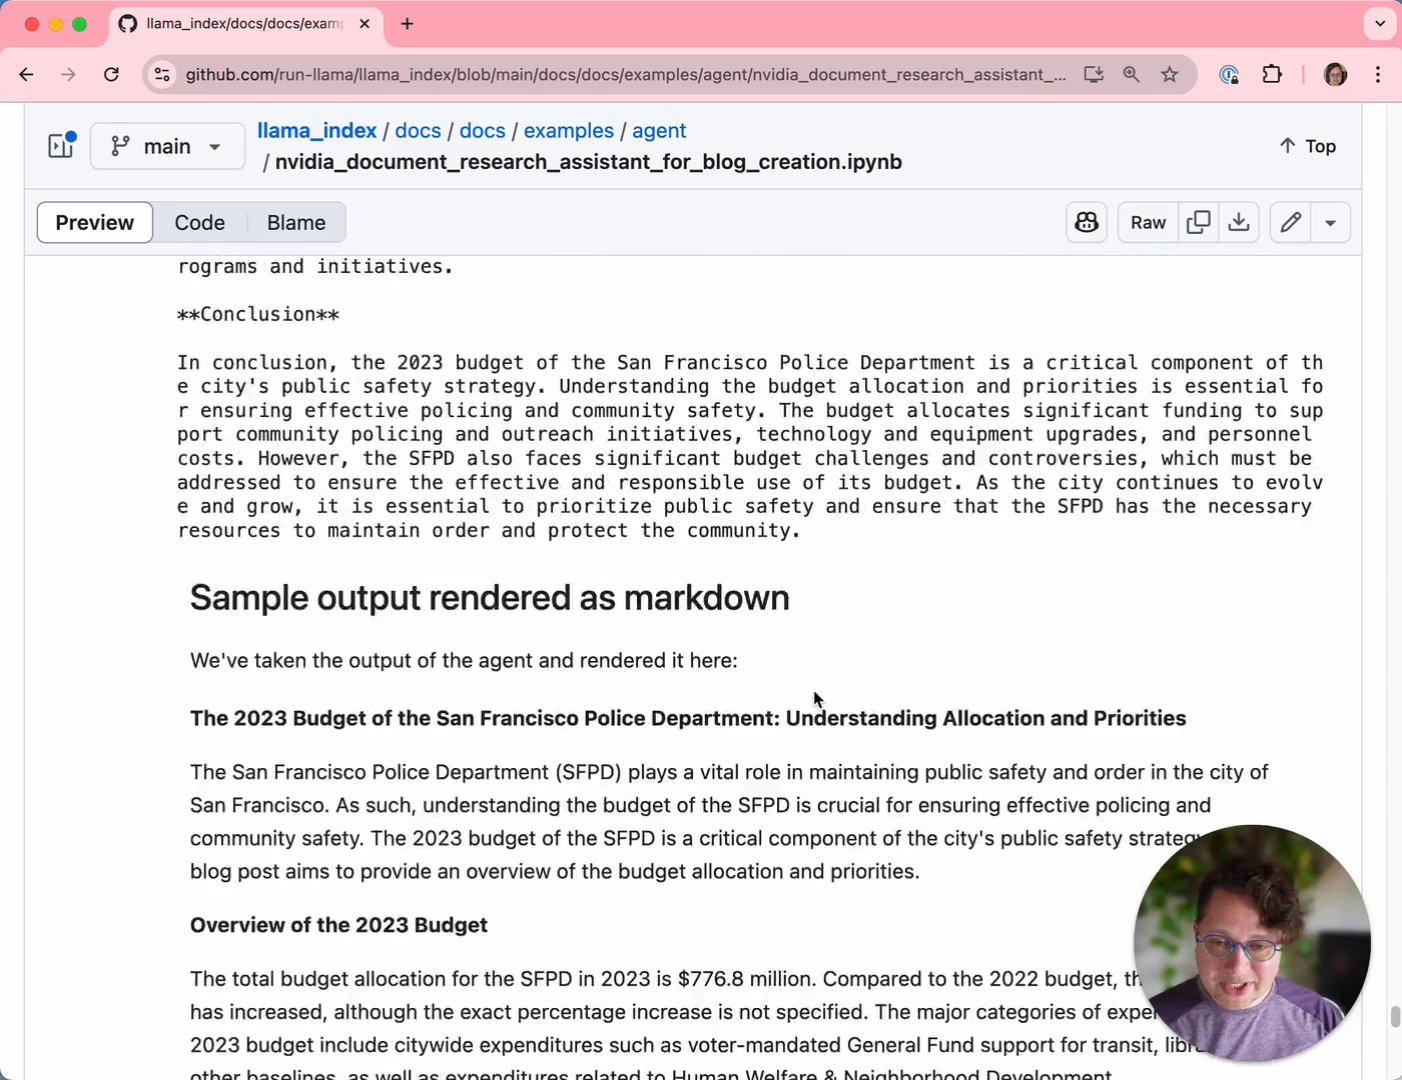 llama_index/docs/docs/exam
github.com/run-llama/llama_index/blob/main/docs/docs/examples/agent/nvidia_document_research_assistant_...
main
llama_index / docs / docs / examples / agent
/ nvidia_document_research_assistant_for_blog_creation.ipynb
Top
Preview Code Blame Raw
rograms and initiatives.
**Conclusion**
In conclusion, the 2023 budget of the San Francisco Police Department is a critical component of th
e city's public safety strategy. Understanding the budget allocation and priorities is essential fo
r ensuring effective policing and community safety. The budget allocates significant funding to sup
port community policing and outreach initiatives, technology and equipment upgrades, and personnel
costs. However, the SFPD also faces significant budget challenges and controversies, which must be
addressed to ensure the effective and responsible use of its budget. As the city continues to evolv
e and grow, it is essential to prioritize public safety and ensure that the SFPD has the necessary
resources to maintain order and protect the community.
Sample output rendered as markdown
We've taken the output of the agent and rendered it here:
The 2023 Budget of the San Francisco Police Department: Understanding Allocation and Priorities
The San Francisco Police Department (SFPD) plays a vital role in maintaining public safety and order in the city of
San Francisco. As such, understanding the budget of the SFPD is crucial for ensuring effective policing and
community safety. The 2023 budget of the SFPD is a critical component of the city's public safety
blog post aims to provide an overview of the budget allocation and priorities.
Overview of the 2023 Budget
The total budget allocation for the SFPD in 2023 is $776.8 million. Compared to the 2022 budget,
has increased, although the exact percentage increase is not specified. The major categories of
2023 budget include citywide expenditures such as voter-mandated General Fund support for transit,
other baselines, as well as expenditures related to Human Welfare & Neighborhood Development.